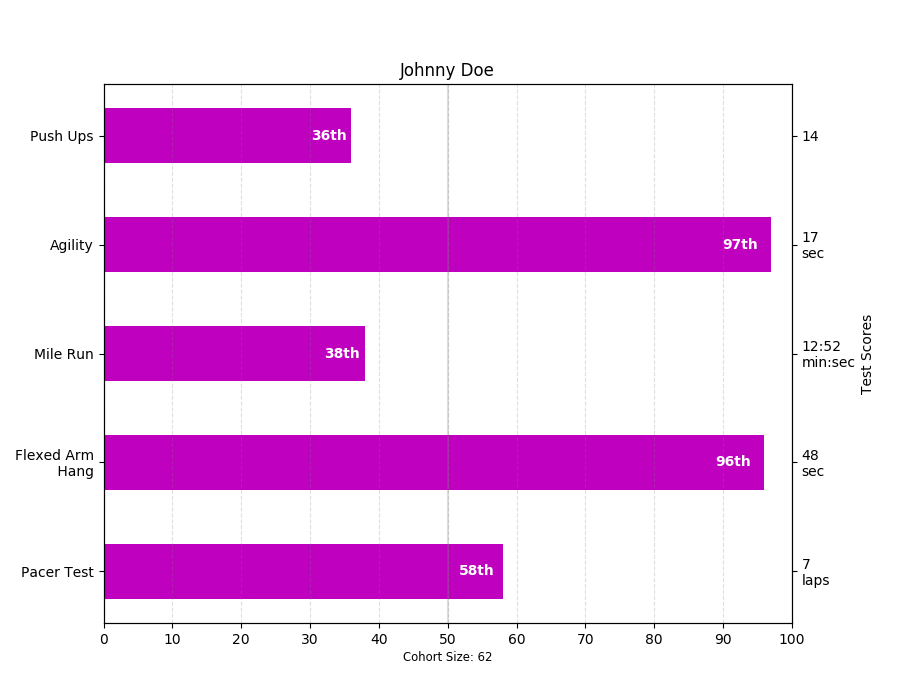 Johnny Doe
Push Ups
36th
14
Agility
97th
17
sec
Mile Run
38th
12:52
min:sec
Test Scores
Flexed Arm
Hang
96th
48
sec
Pacer Test
58th
7
laps
0 10 20 30 40 50 60 70 80 90 100
Cohort Size: 62